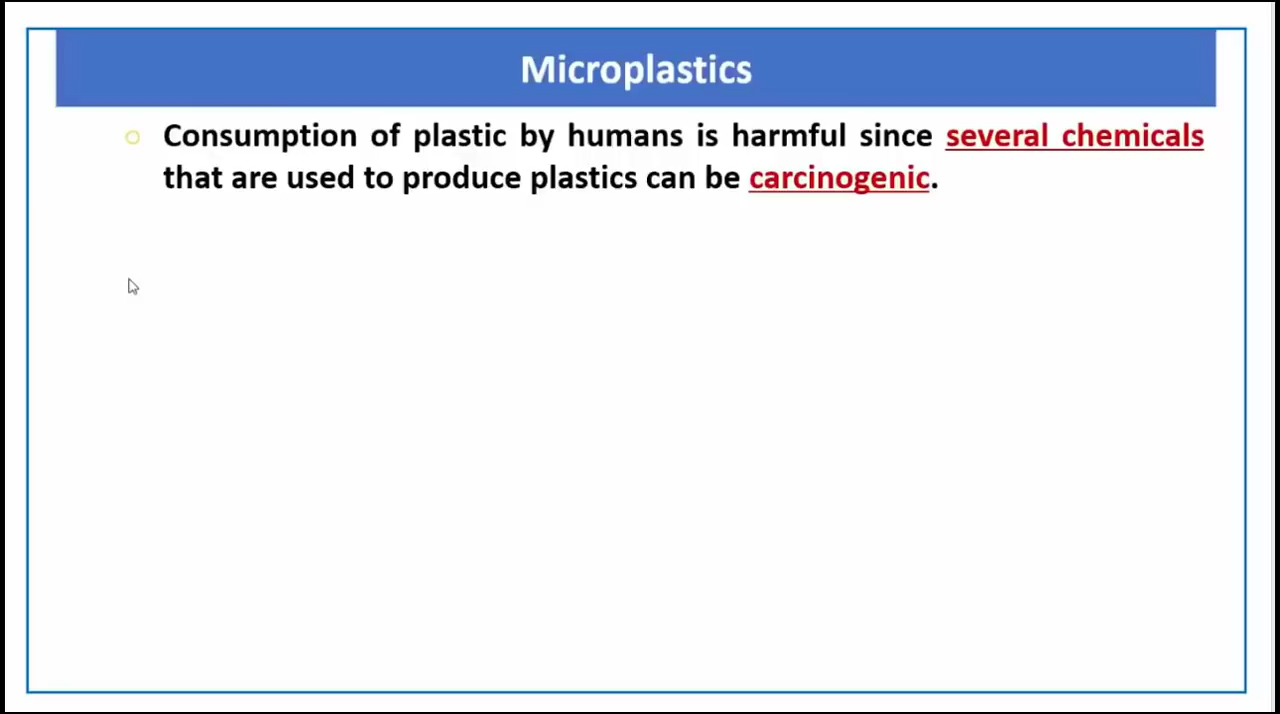 Microplastics
Consumption of plastic by humans is harmful since several chemicals
that are used to produce plastics can be carcinogenic.